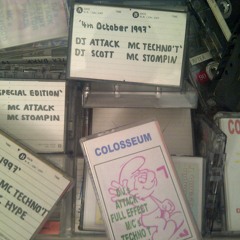 '4th October 1997'
DJ ATTACK MC TECHNO'T'
DJ SCOTT MC STOMPIN
SPECIAL EDITION'
MC ATTACK
MC STOMPIN
1997'
MC TECHNO'T
HYPE
COLOSSEUM
ATTACK
FULL EFFECT
TECHNO T
CO